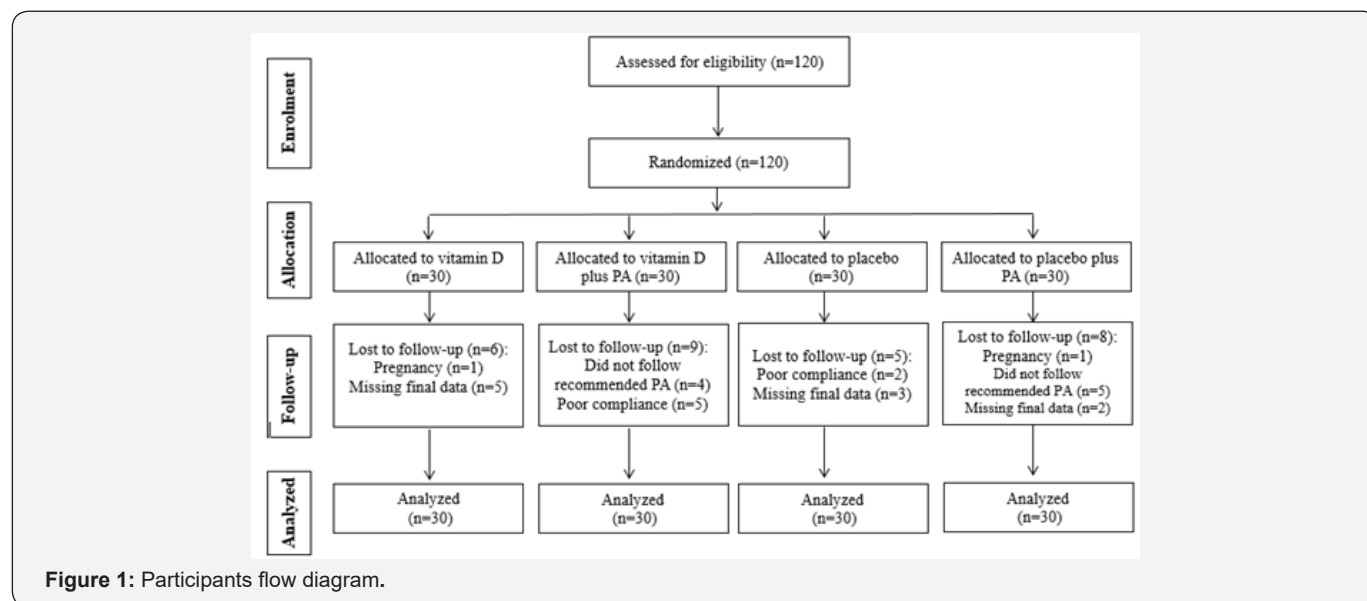 Enrolment
Assessed for eligibility (n=120)
Randomized (n=120)
Allocation
Allocated to vitamin D
(n=30)
Allocated to vitamin D
plus PA (n=30)
Allocated to placebo
(n=30)
Allocated to placebo plus
PA (n=30)
Follow-up
Lost to follow-up (n=6):
Pregnancy (n=1)
Missing final data (n=5)
Lost to follow-up (n=9):
Did not follow
recommended PA (n=4)
Poor compliance (n=5)
Lost to follow-up (n=5):
Poor compliance (n=2)
Missing final data (n=3)
Lost to follow-up (n=8):
Pregnancy (n=1)
Did not follow
recommended PA (n=5)
Missing final data (n=2)
Analyzed
Analyzed
(n=30)
Analyzed
(n=30)
Analyzed
(n=30)
Analyzed
(n=30)
Figure 1: Participants flow diagram.